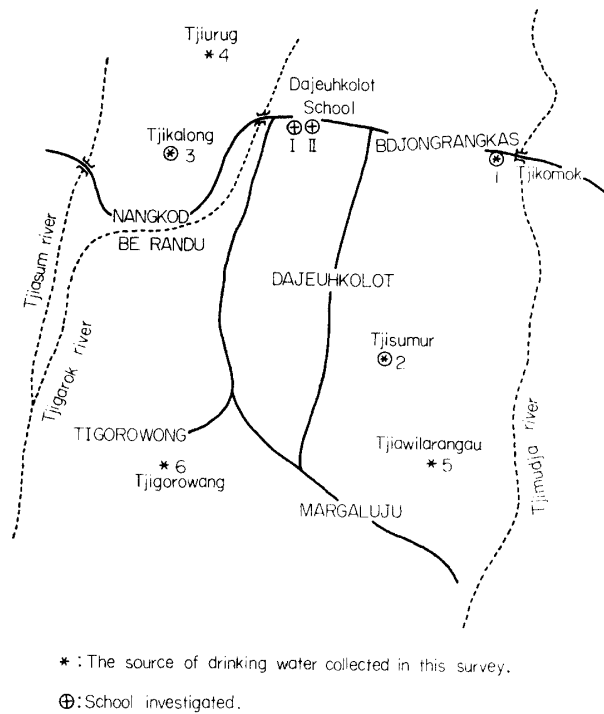 Tjiurug
* 4
Dajeuhkolot
School
I II
BDJONGRANGKAS
Tjikalong
3
1
Tjikomok
NANGKOD
BE RANDU
Tjiasum river
DAJEUHKOLOT
Tjigarok river
Tjisumur
2
TIGOROWONG
* 6
Tjigorowang
Tjiawilarangau
* 5
Tjimudja river
MARGALUJU
* : The source of drinking water collected in this survey.
⊕: School investigated.